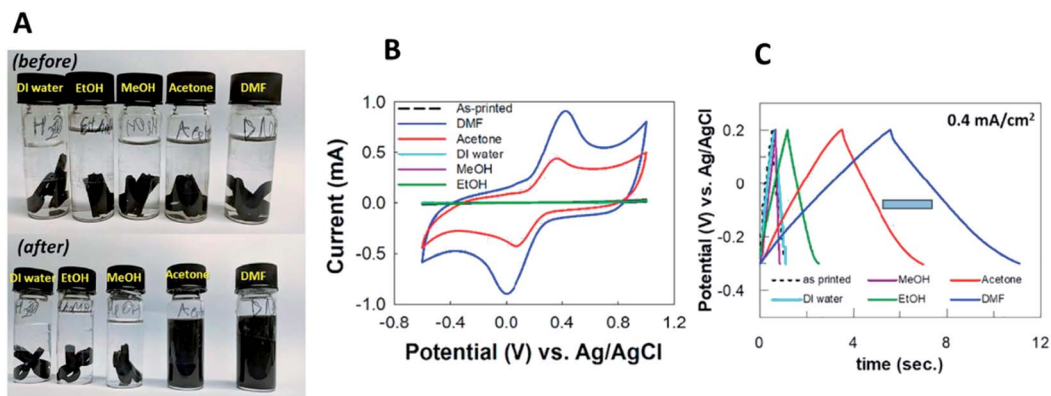 A
(before)
DI water EtOH MeOH Acetone DMF
(after)
DI water EtOH MeOH Acetone DMF
B
Current (mA)
1.0
0.5
0.0
-0.5
-1.0
As-printed
DMF
Acetone
DI water
MeOH
EtOH
-0.8 -0.4 0.0 0.4 0.8 1.2
Potential (V) vs. Ag/AgCl
C
Potential (V) vs. Ag/AgCl
0.4 mA/cm²
0.2
0
-0.2
-0.4
as printed MeOH Acetone
DI water EtOH DMF
0 4 8 12
time (sec.)